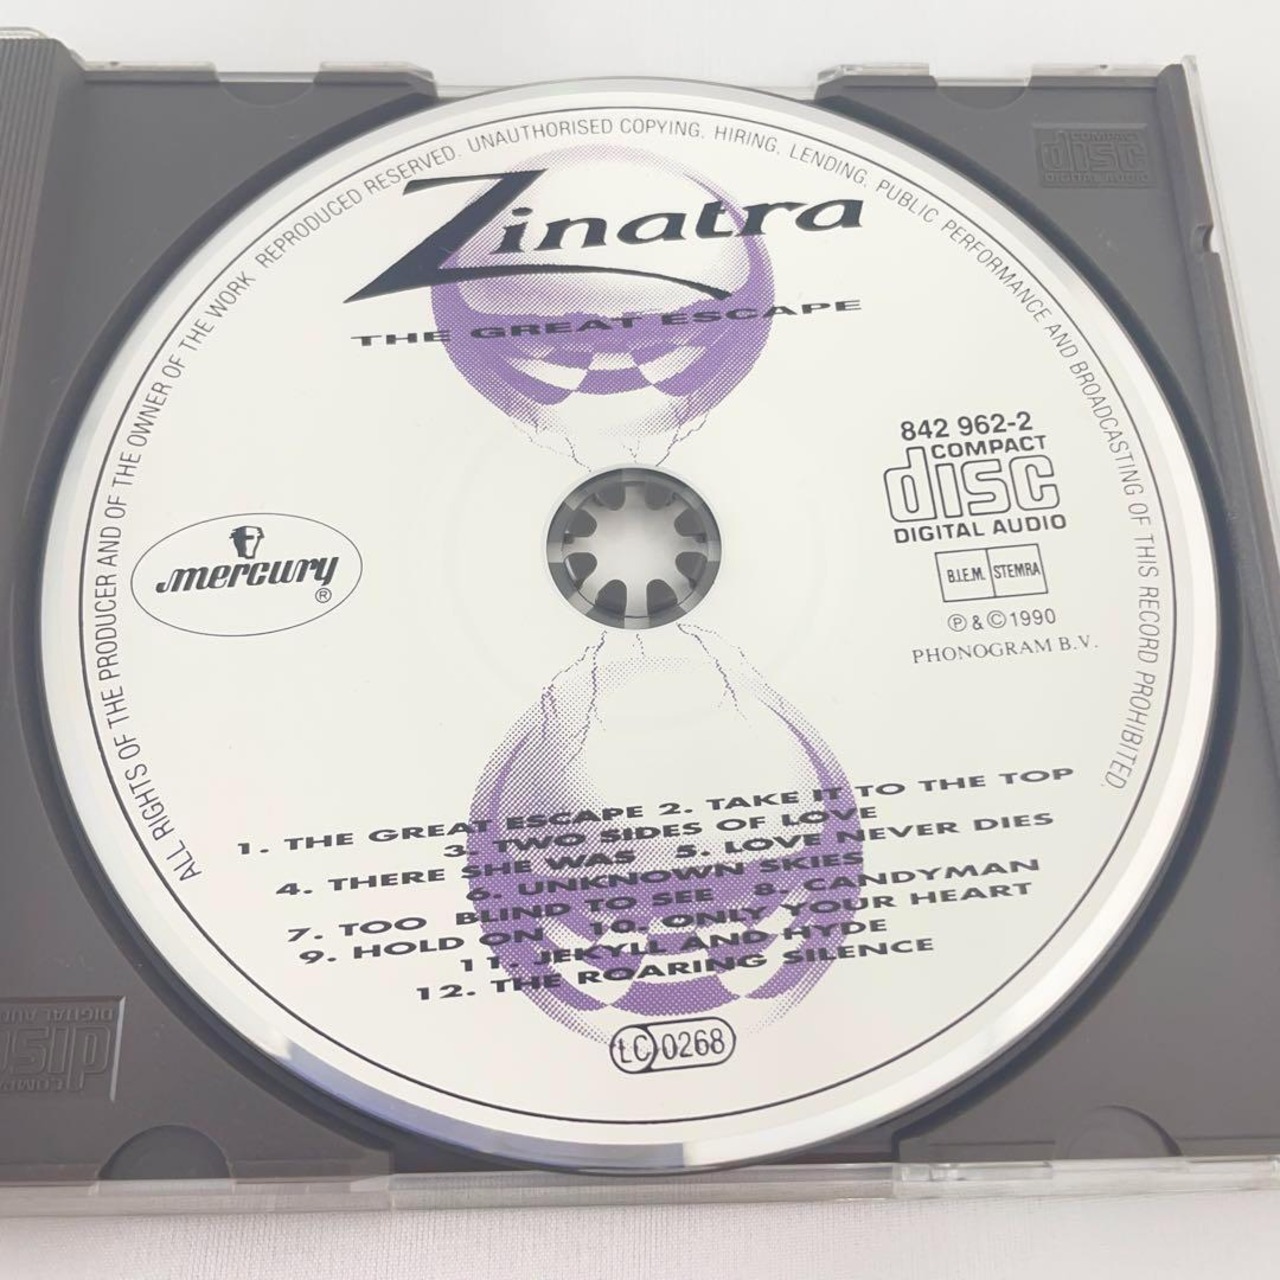 ALL RIGHTS OF THE PRODUCER AND OF THE OWNER OF THE WORK REPRODUCED RESERVED. UNAUTHORISED COPYING, HIRING, LENDING, PUBLIC PERFORMANCE AND BROADCASTING OF THIS RECORD PROHIBITED.
Zinatra
THE GREAT ESCAPE
842 962-2
COMPACT
disc
DIGITAL AUDIO
B.I.E.M. STEMRA
℗ & © 1990
PHONOGRAM B.V.
mercury ®
1. THE GREAT ESCAPE 2. TAKE IT TO THE TOP
3. TWO SIDES OF LOVE
4. THERE SHE WAS 5. LOVE NEVER DIES
6. UNKNOWN SKIES
7. TOO BLIND TO SEE 8. CANDYMAN
9. HOLD ON 10. ONLY YOUR HEART
11. JEKYLL AND HYDE
12. THE ROARING SILENCE
LC 0268
COMPACT
disc
DIGITAL AUDIO